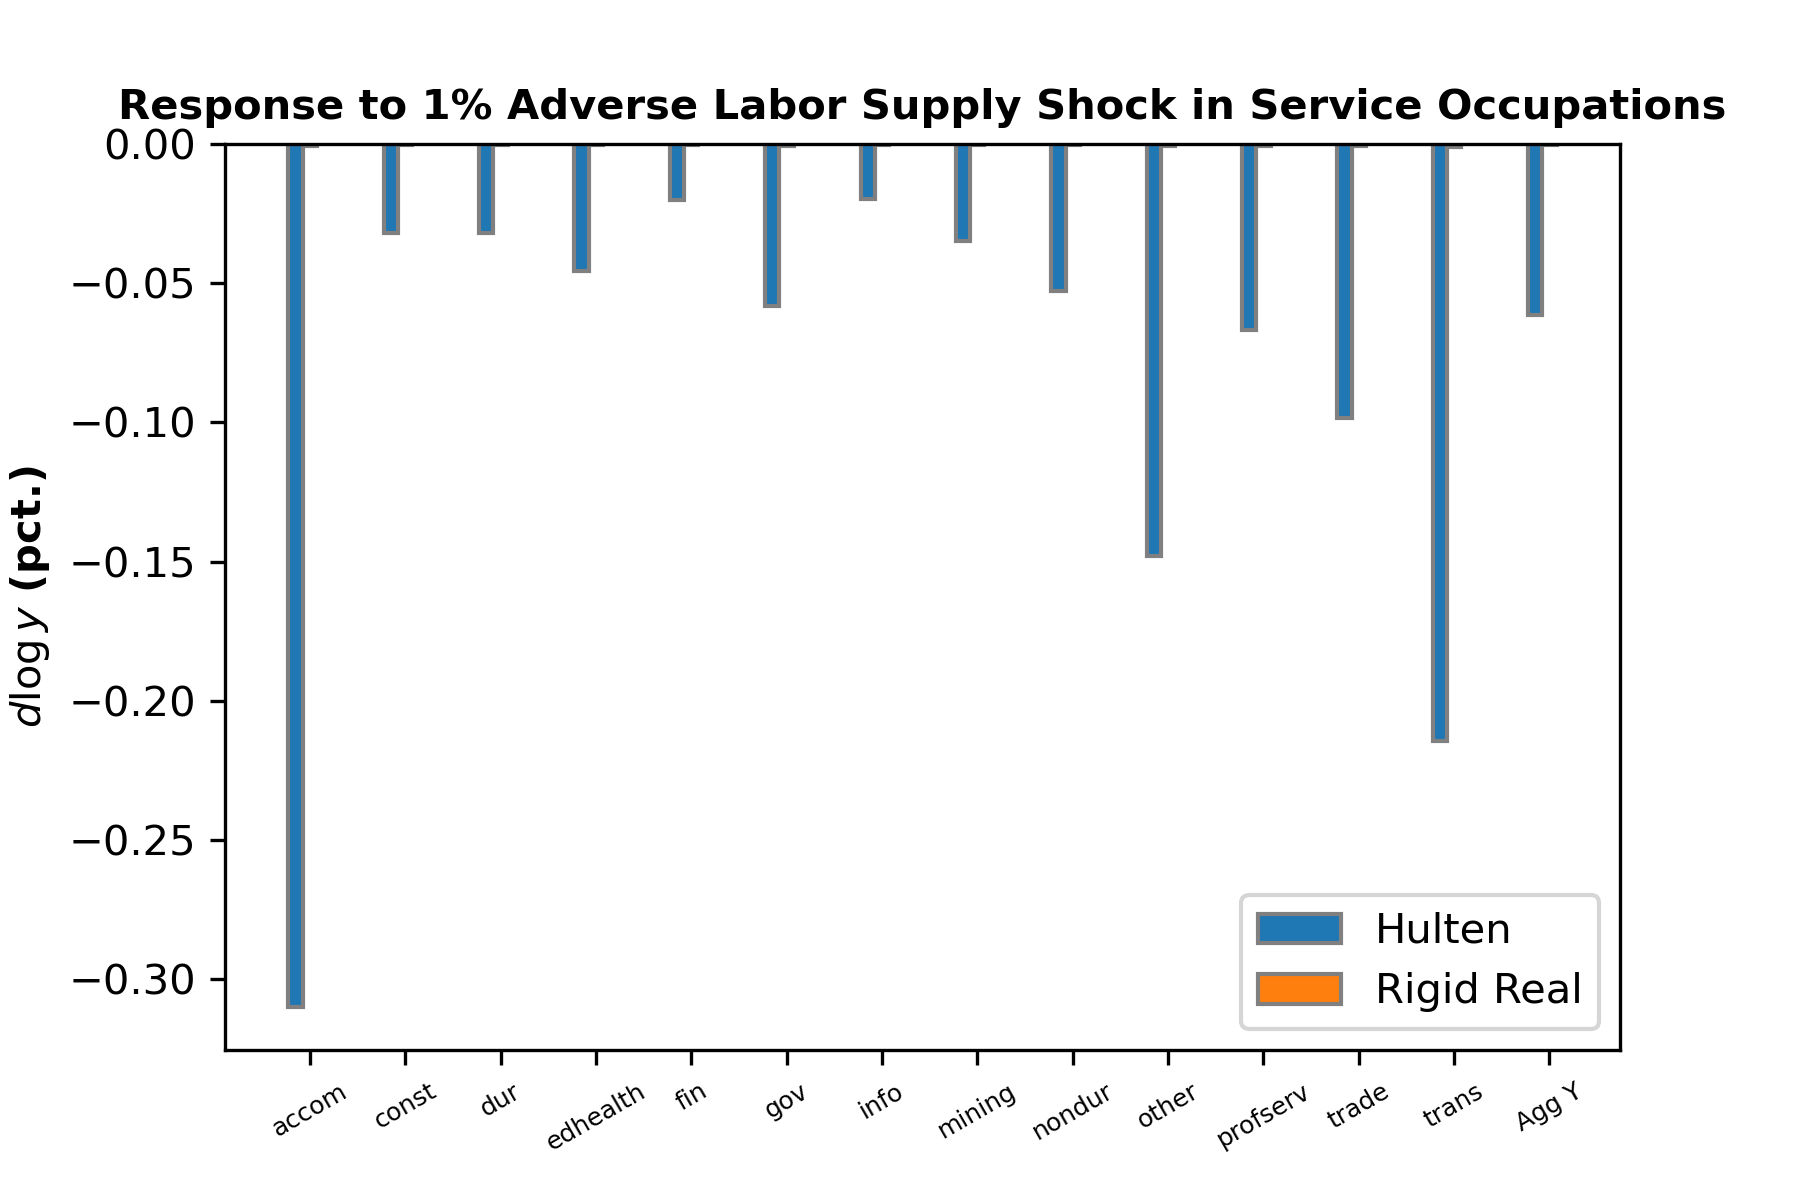 Response to 1% Adverse Labor Supply Shock in Service Occupations
0.00
−0.05
−0.10
−0.15
−0.20
−0.25
−0.30
dlog y (pct.)
Hulten
Rigid Real
accom
const
dur
edhealth
fin
gov
info
mining
nondur
other
profserv
trade
trans
Agg Y